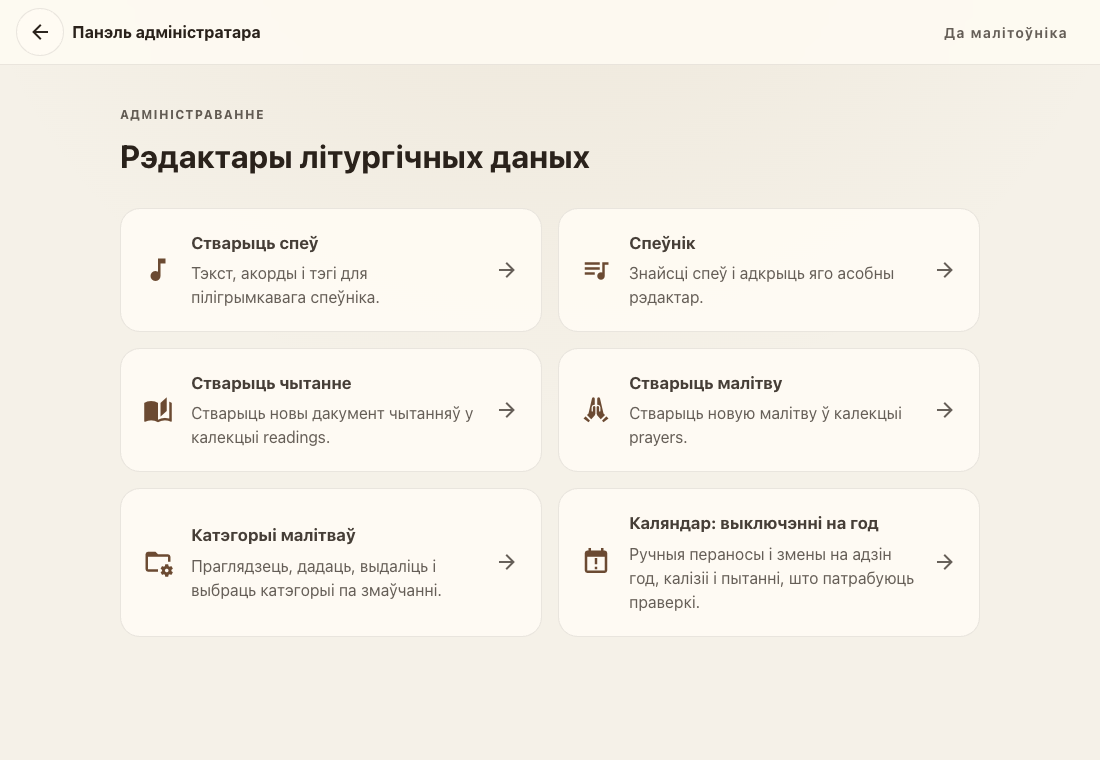 Панэль адміністратара
Да малітоўніка
АДМІНІСТРАВАННЕ
Рэдактары літургічных даных
Стварыць спеў
Тэкст, акорды і тэгі для
пілігрымкавага спеўніка.
Спеўнік
Знайсці спеў і адкрыць яго асобны
рэдактар.
Стварыць чытанне
Стварыць новы дакумент чытанняў у
калекцыі readings.
Стварыць малітву
Стварыць новую малітву ў калекцыі
prayers.
Катэгорыі малітваў
Праглядзець, дадаць, выдаліць і
выбраць катэгорыі па змаўчанні.
Каляндар: выключэнні на год
Ручныя пераносы і змены на адзін
год, калізіі і пытанні, што патрабуюць
праверкі.